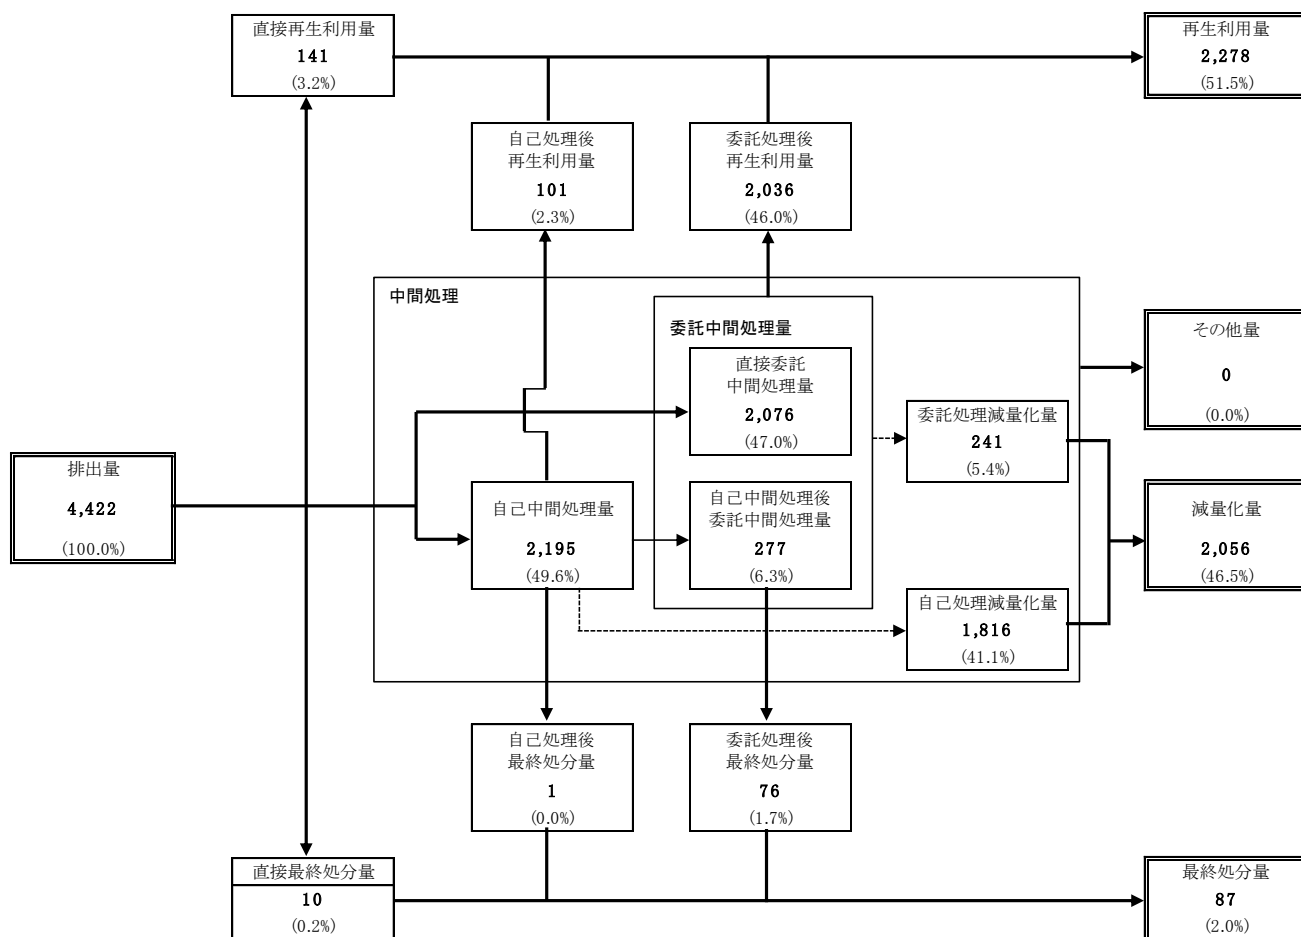 直接再生利用量
141
(3.2%)
再生利用量
2,278
(51.5%)
自己処理後
再生利用量
101
(2.3%)
委託処理後
再生利用量
2,036
(46.0%)
中間処理
委託中間処理量
直接委託
中間処理量
2,076
(47.0%)
その他量
0
(0.0%)
委託処理減量化量
241
(5.4%)
排出量
4,422
(100.0%)
自己中間処理量
2,195
(49.6%)
自己中間処理後
委託中間処理量
277
(6.3%)
減量化量
2,056
(46.5%)
自己処理減量化量
1,816
(41.1%)
自己処理後
最終処分量
1
(0.0%)
委託処理後
最終処分量
76
(1.7%)
直接最終処分量
10
(0.2%)
最終処分量
87
(2.0%)